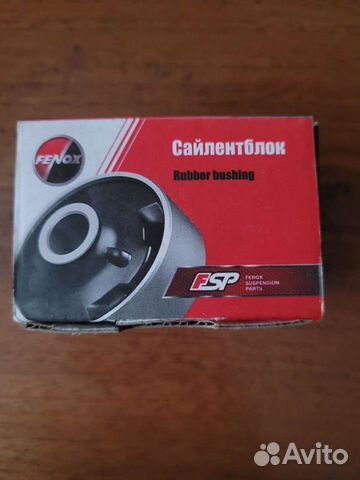 FENOX
Сайлентблок
Rubber bushing
FSP
FENOX
SUSPENSION
PARTS
Avito